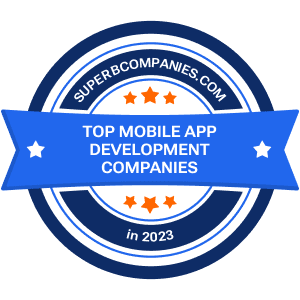 SUPERBCOMPANIES.COM
TOP MOBILE APP
DEVELOPMENT
COMPANIES
in 2023